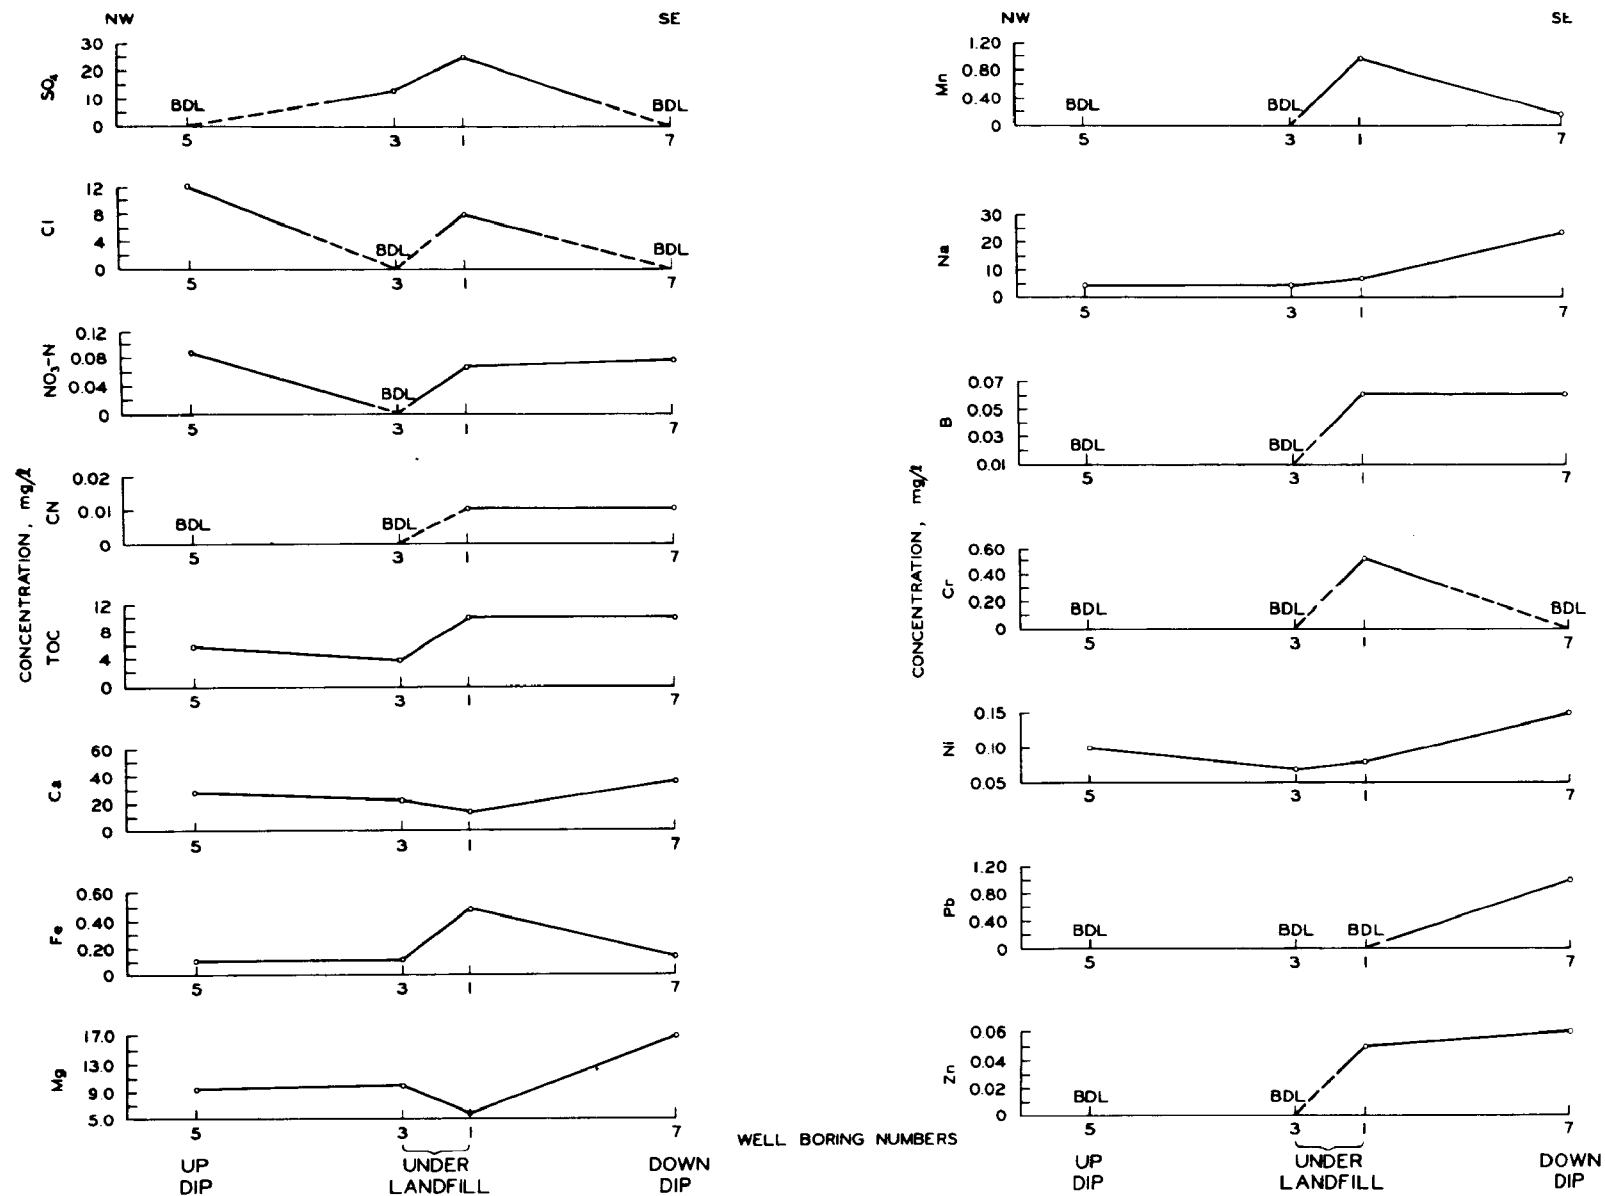 NW SE
SO4
30
20
10
0
BDL BDL
5 3 1 7
Cl
12
8
4
0
BDL BDL
5 3 1 7
NO3-N
0.12
0.08
0.04
0
BDL
5 3 1 7
CN
0.02
0.01
0
BDL BDL
5 3 1 7
TOC
12
8
4
0
5 3 1 7
Ca
60
40
20
0
5 3 1 7
Fe
0.60
0.40
0.20
0
5 3 1 7
Mg
17.0
13.0
9.0
5.0
5 3 1 7
CONCENTRATION, mg/l
UP
DIP
UNDER
LANDFILL
DOWN
DIP
WELL BORING NUMBERS
NW SE
Mn
1.20
0.80
0.40
0
BDL BDL
5 3 1 7
Na
30
20
10
0
5 3 1 7
B
0.07
0.05
0.03
0.01
BDL BDL
5 3 1 7
Cr
0.60
0.40
0.20
0
BDL BDL BDL
5 3 1 7
Ni
0.15
0.10
0.05
5 3 1 7
Pb
1.20
0.80
0.40
0
BDL BDL BDL
5 3 1 7
Zn
0.06
0.04
0.02
0
BDL BDL
5 3 1 7
CONCENTRATION, mg/l
UP
DIP
UNDER
LANDFILL
DOWN
DIP